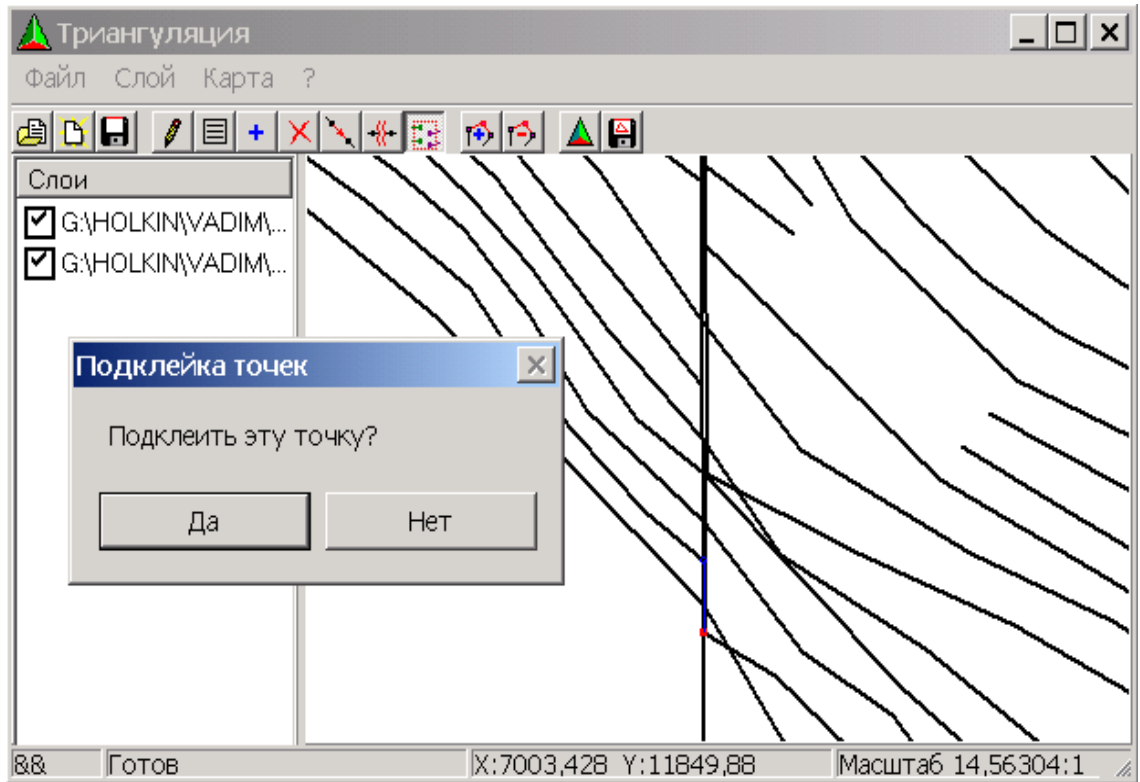 Триангуляция
Файл Слой Карта ?
Слои
G:\HOLKIN\VADIM\...
G:\HOLKIN\VADIM\...
Подклейка точек
Подклеить эту точку?
Да Нет
&& Готов X:7003,428 Y:11849,88 Масштаб 14,56304:1